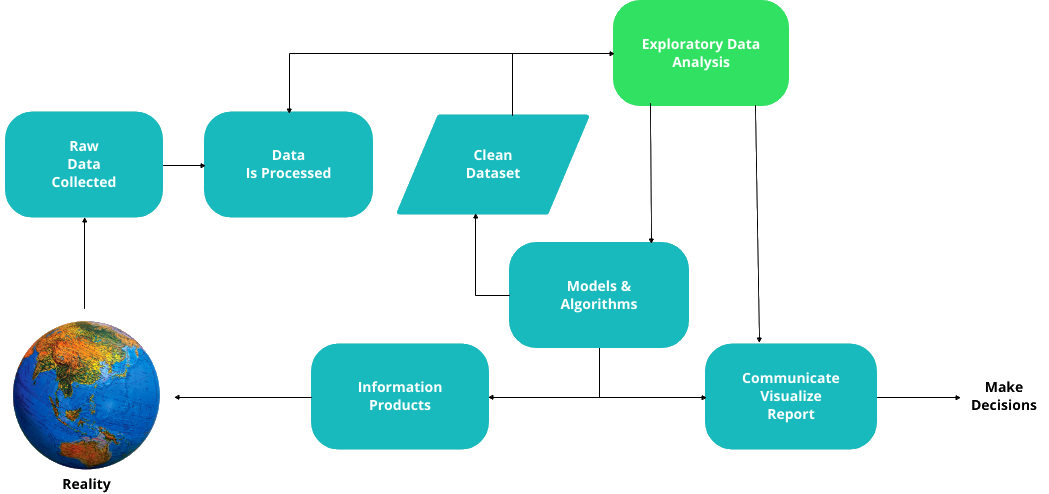 Exploratory Data
Analysis
Raw
Data
Collected
Data
Is Processed
Clean
Dataset
Models &
Algorithms
Information
Products
Communicate
Visualize
Report
Make
Decisions
Reality